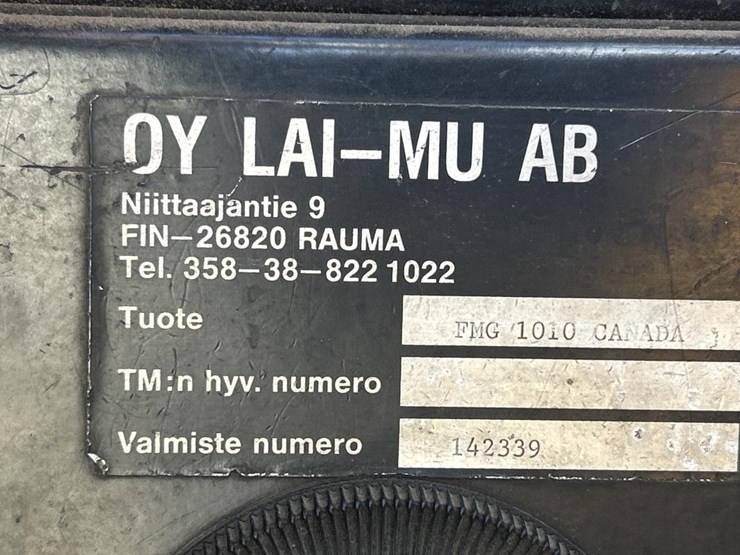 OY LAI-MU AB
Niittaajantie 9
FIN-26820 RAUMA
Tel. 358-38-822 1022
Tuote FMG 1010 CANADA
TM:n hyv. numero
Valmiste numero 142339